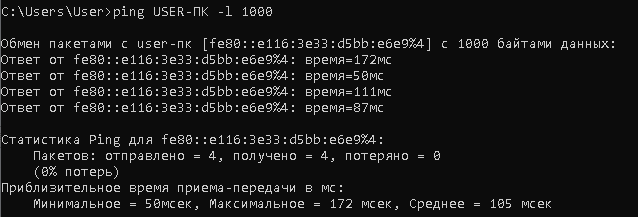 C:\Users\User>ping USER-ПК -l 1000
Обмен пакетами с user-пк [fe80::e116:3e33:d5bb:e6e9%4] с 1000 байтами данных:
Ответ от fe80::e116:3e33:d5bb:e6e9%4: время=172мс
Ответ от fe80::e116:3e33:d5bb:e6e9%4: время=50мс
Ответ от fe80::e116:3e33:d5bb:e6e9%4: время=111мс
Ответ от fe80::e116:3e33:d5bb:e6e9%4: время=87мс
Статистика Ping для fe80::e116:3e33:d5bb:e6e9%4:
Пакетов: отправлено = 4, получено = 4, потеряно = 0
(0% потерь)
Приблизительное время приема-передачи в мс:
Минимальное = 50мсек, Максимальное = 172 мсек, Среднее = 105 мсек